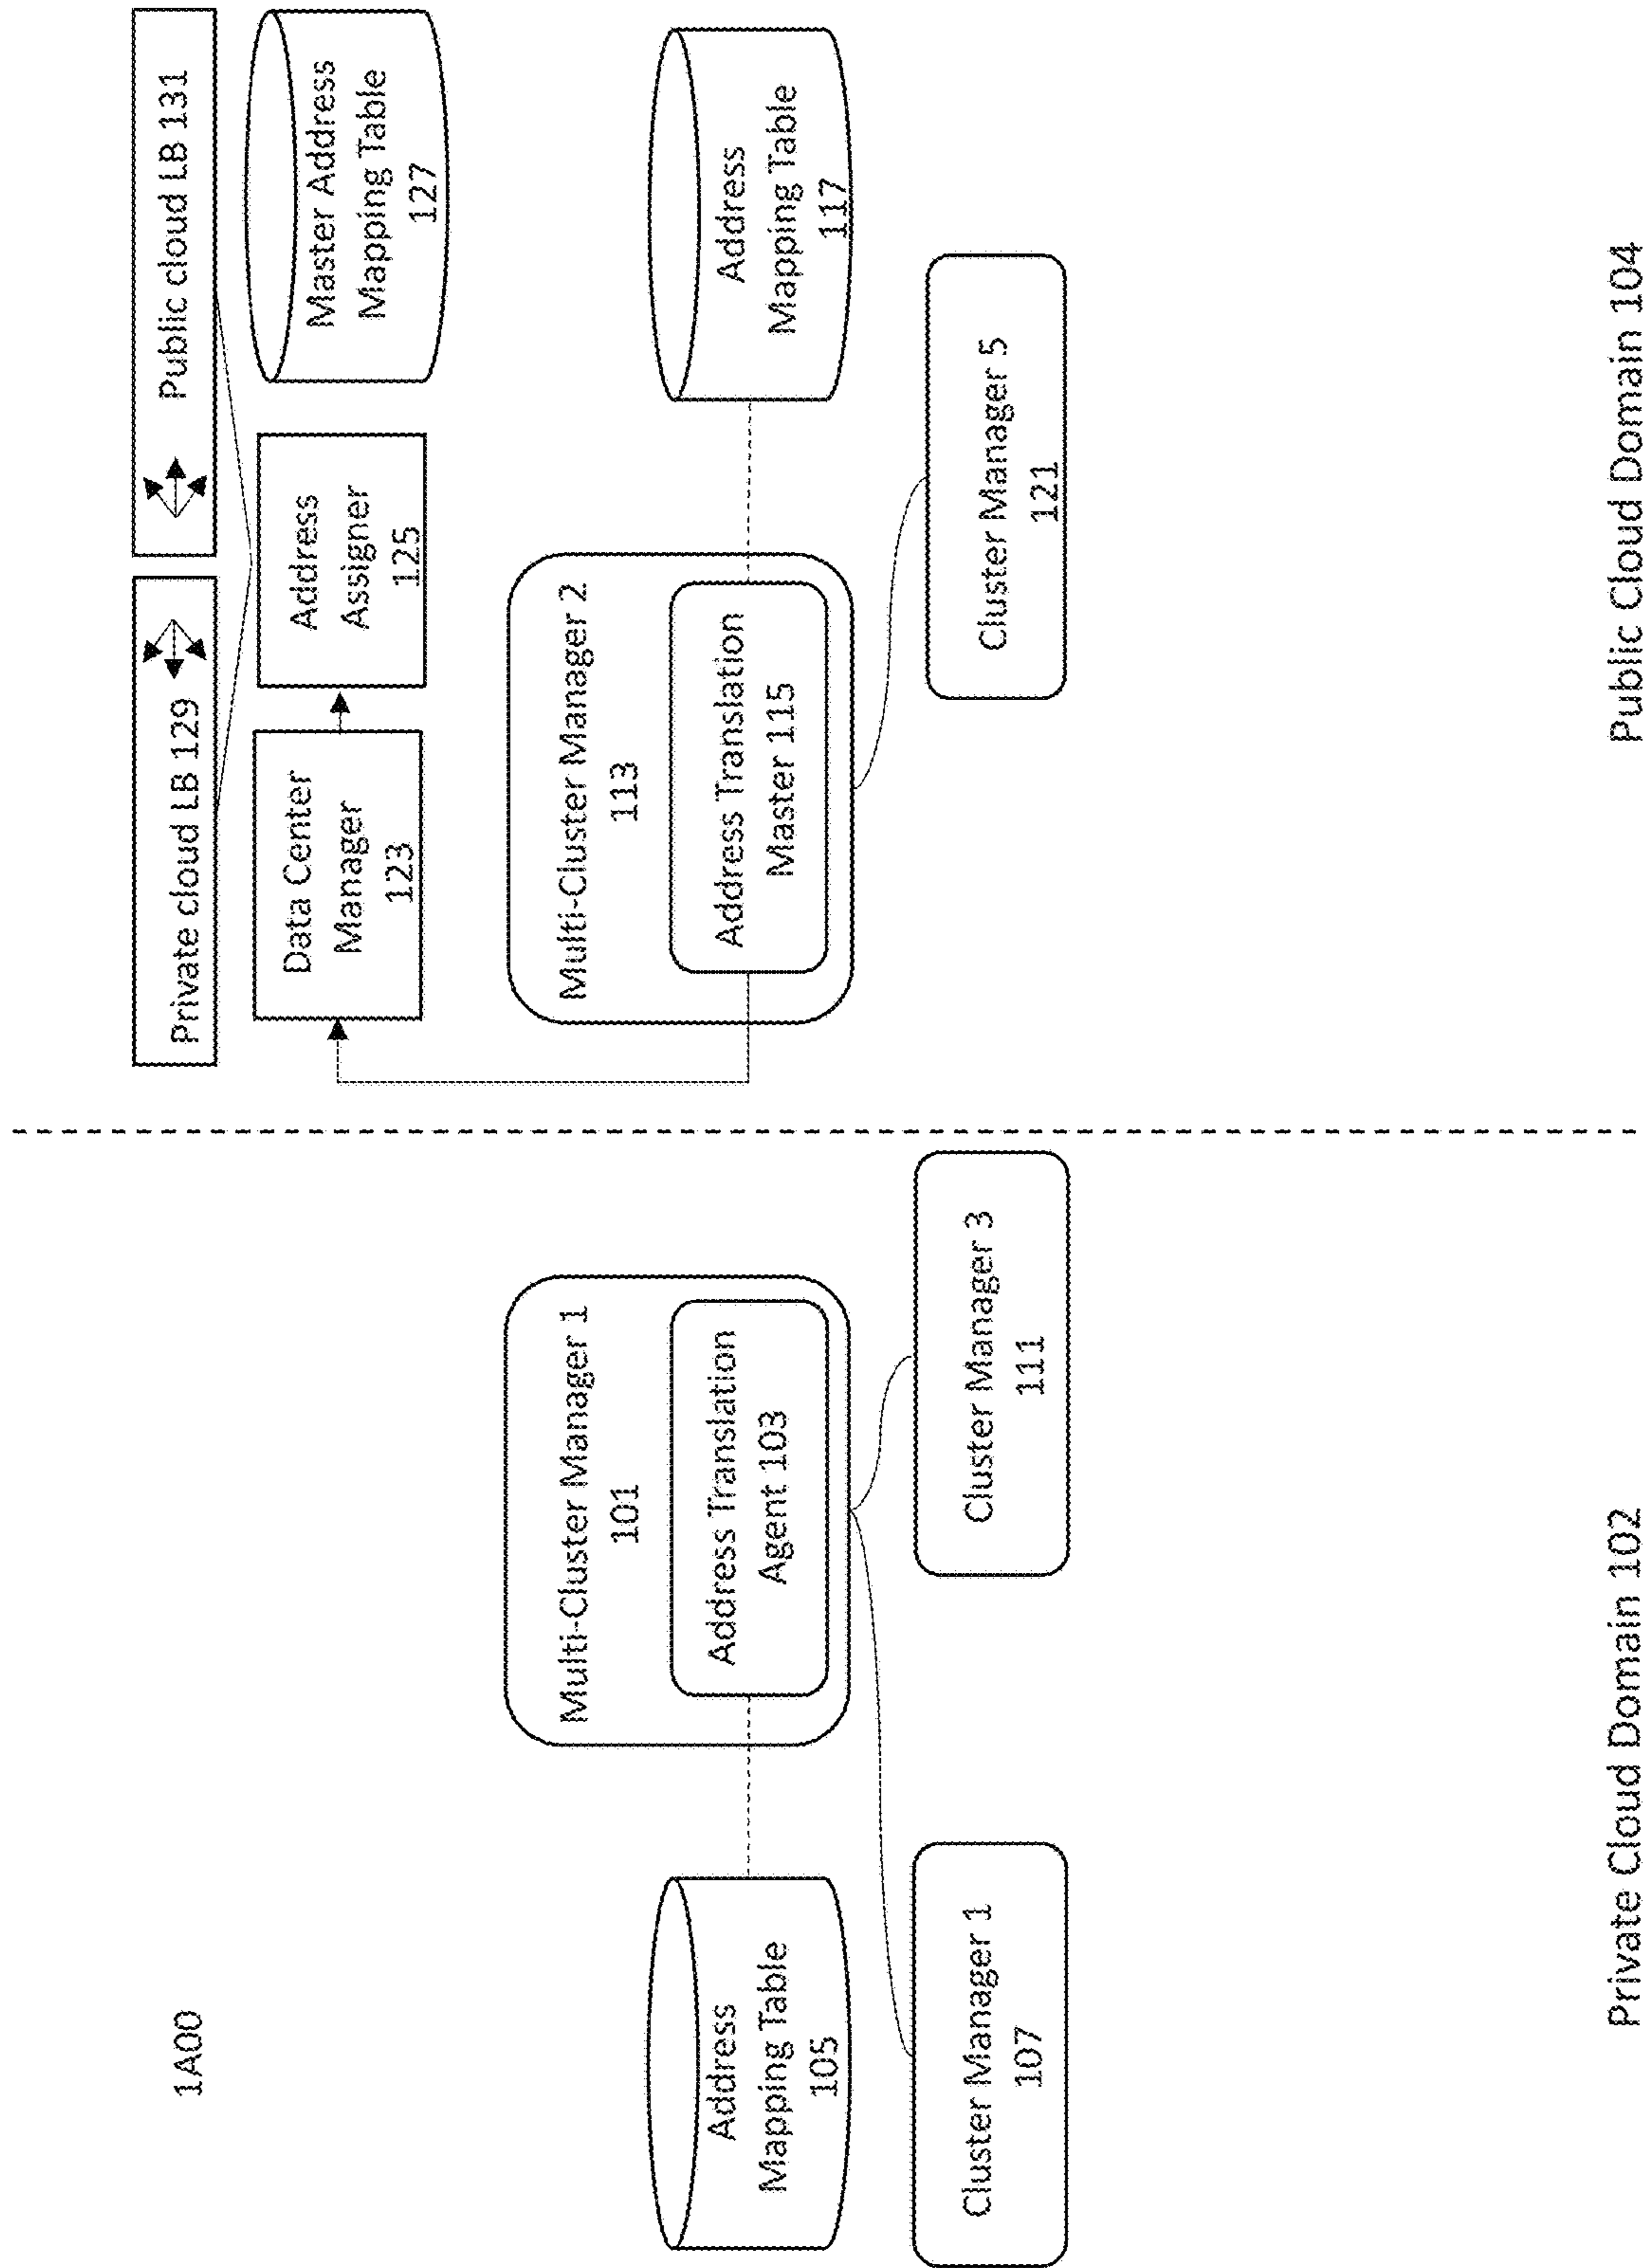 1A00
Private cloud LB 129
Public cloud LB 131
Data Center
Manager
123
Address
Assigner
125
Master Address
Mapping Table
127
Multi-Cluster Manager 1
101
Address Translation
Agent 103
Address
Mapping Table
105
Multi-Cluster Manager 2
113
Address Translation
Master 115
Address
Mapping Table
117
Cluster Manager 1
107
Cluster Manager 3
111
Cluster Manager 5
121
Private Cloud Domain 102
Public Cloud Domain 104